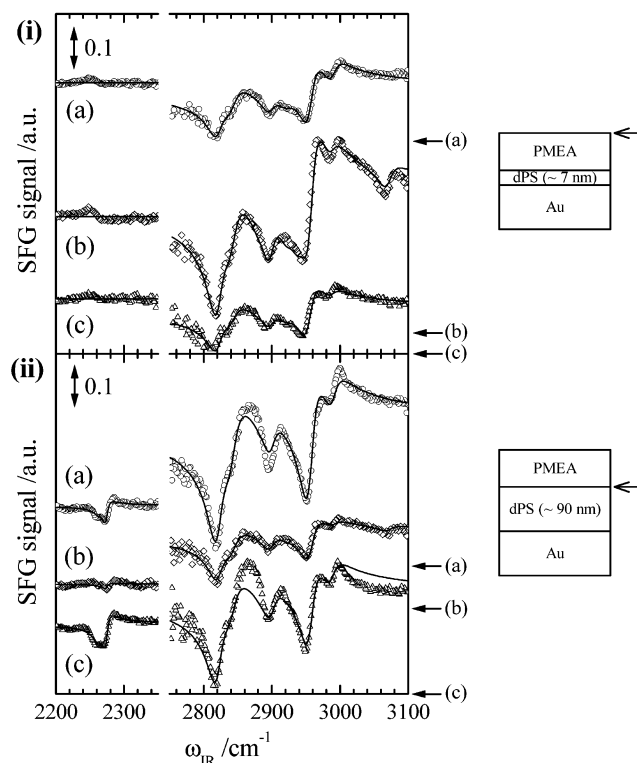 (i)
0.1
(a)
(a)
PMEA
dPS (~ 7 nm)
Au
SFG signal /a.u.
(b)
(c)
(b)
(c)
(ii)
0.1
(a)
PMEA
dPS (~ 90 nm)
Au
SFG signal /a.u.
(b)
(a)
(b)
(c)
(c)
2200 2300 2800 2900 3000 3100
ω_IR /cm⁻¹